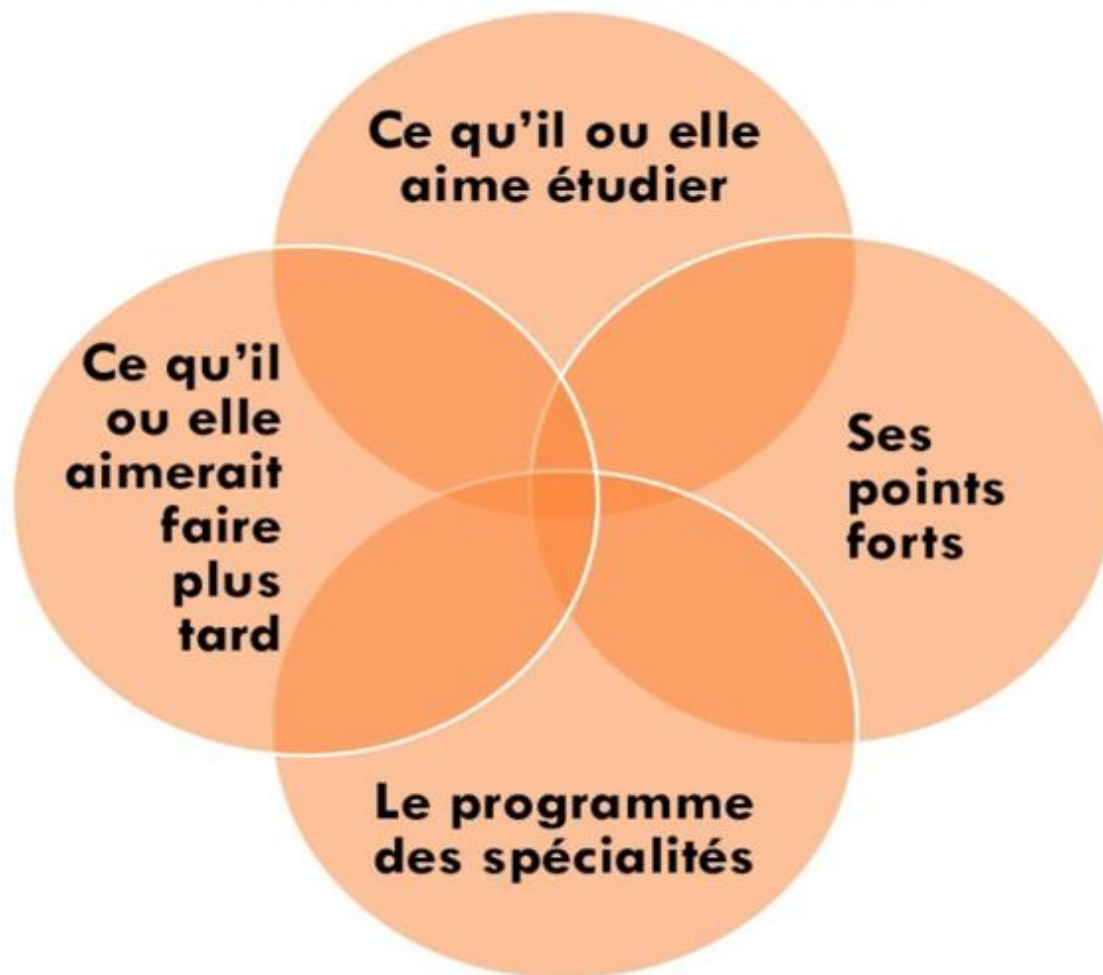 Ce qu'il ou elle
aime étudier
Ce qu'il
ou elle
aimerait
faire
plus
tard
Ses
points
forts
Le programme
des spécialités